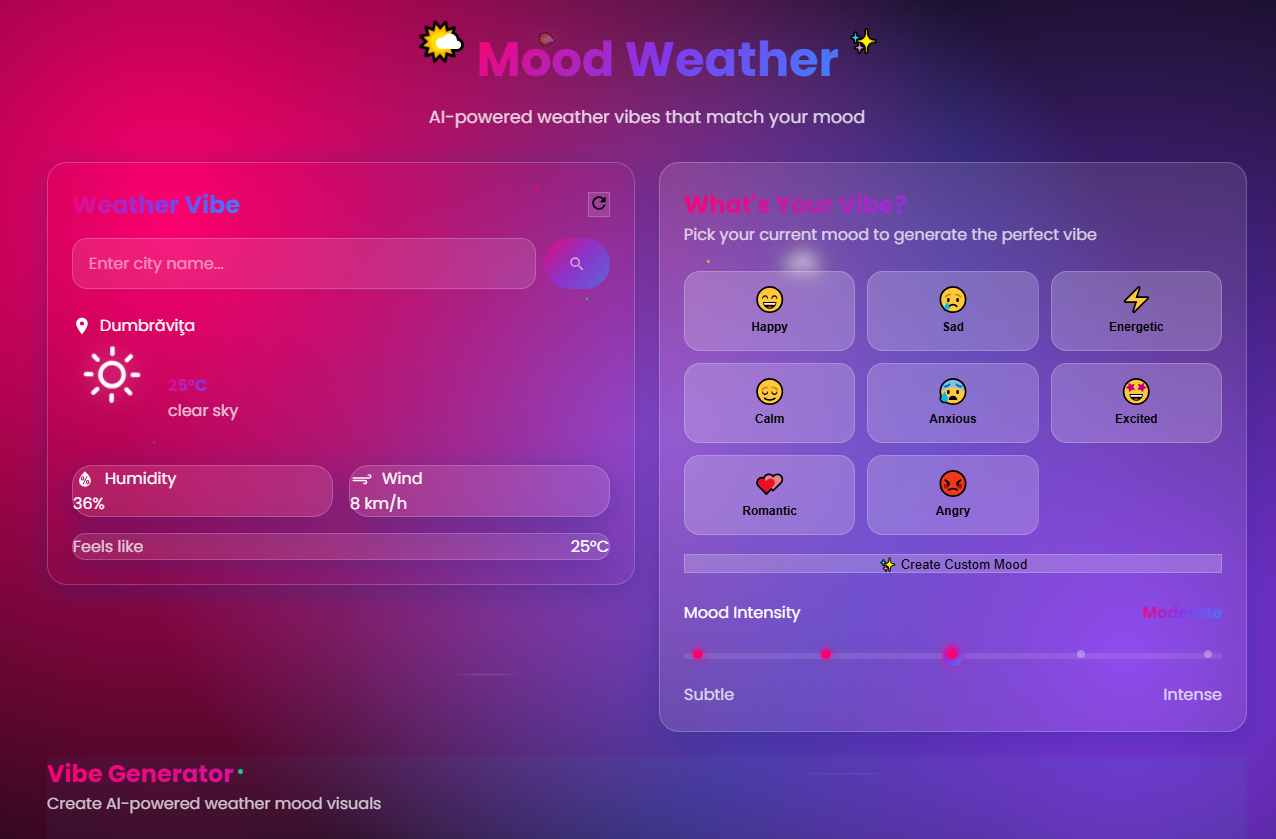 Mood Weather
AI-powered weather vibes that match your mood
Weather Vibe
Enter city name...
Dumbrăviţa
25°C
clear sky
Humidity
36%
Wind
8 km/h
Feels like 25°C
What's Your Vibe?
Pick your current mood to generate the perfect vibe
Happy
Sad
Energetic
Calm
Anxious
Excited
Romantic
Angry
✨ Create Custom Mood
Mood Intensity Moderate
Subtle Intense
Vibe Generator
Create AI-powered weather mood visuals